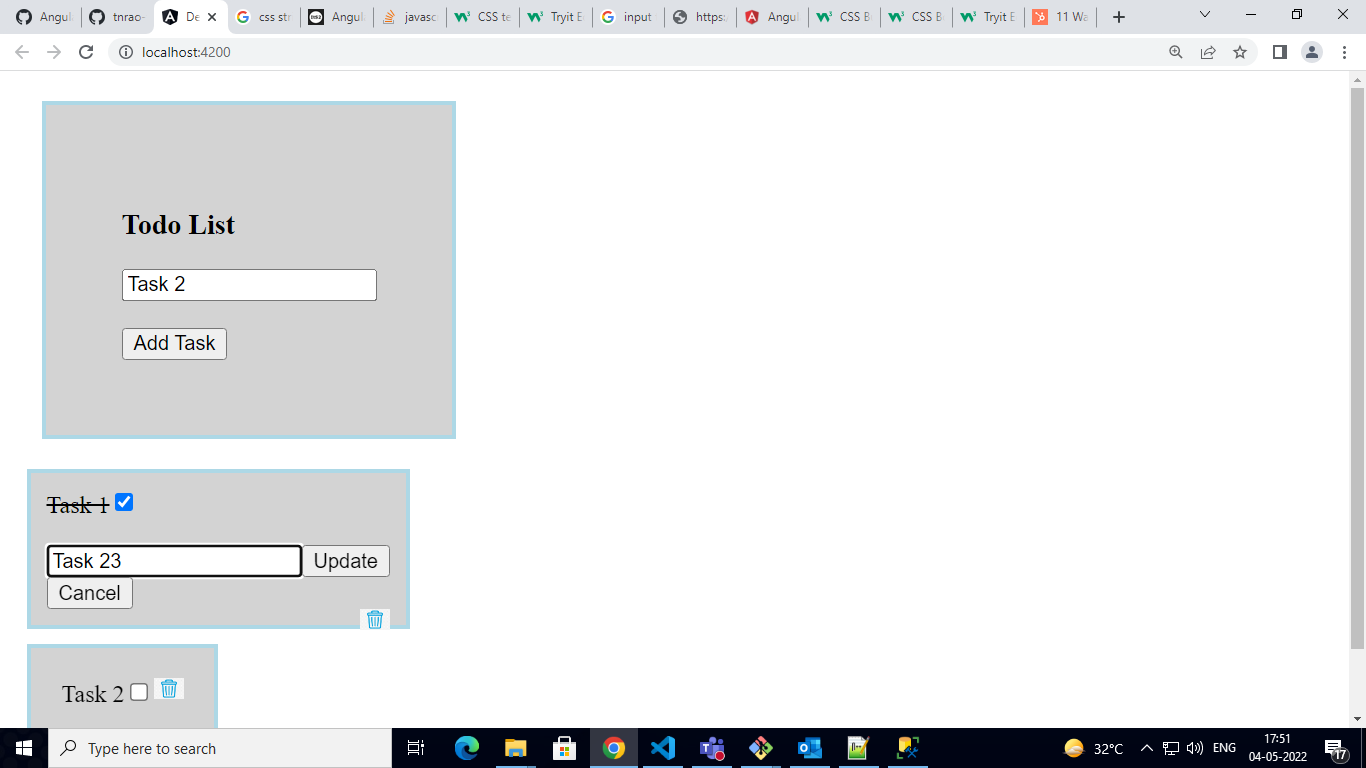 Angul
tnrao-
De
css str
Angul
javasc
CSS te
Tryit E
input
https:
Angul
CSS B
CSS B
Tryit E
11 Wa
localhost:4200
Todo List
Task 2
Add Task
Task 1
Task 23 Update
Cancel
Task 2
Type here to search
32°C
ENG
17:51
04-05-2022
17